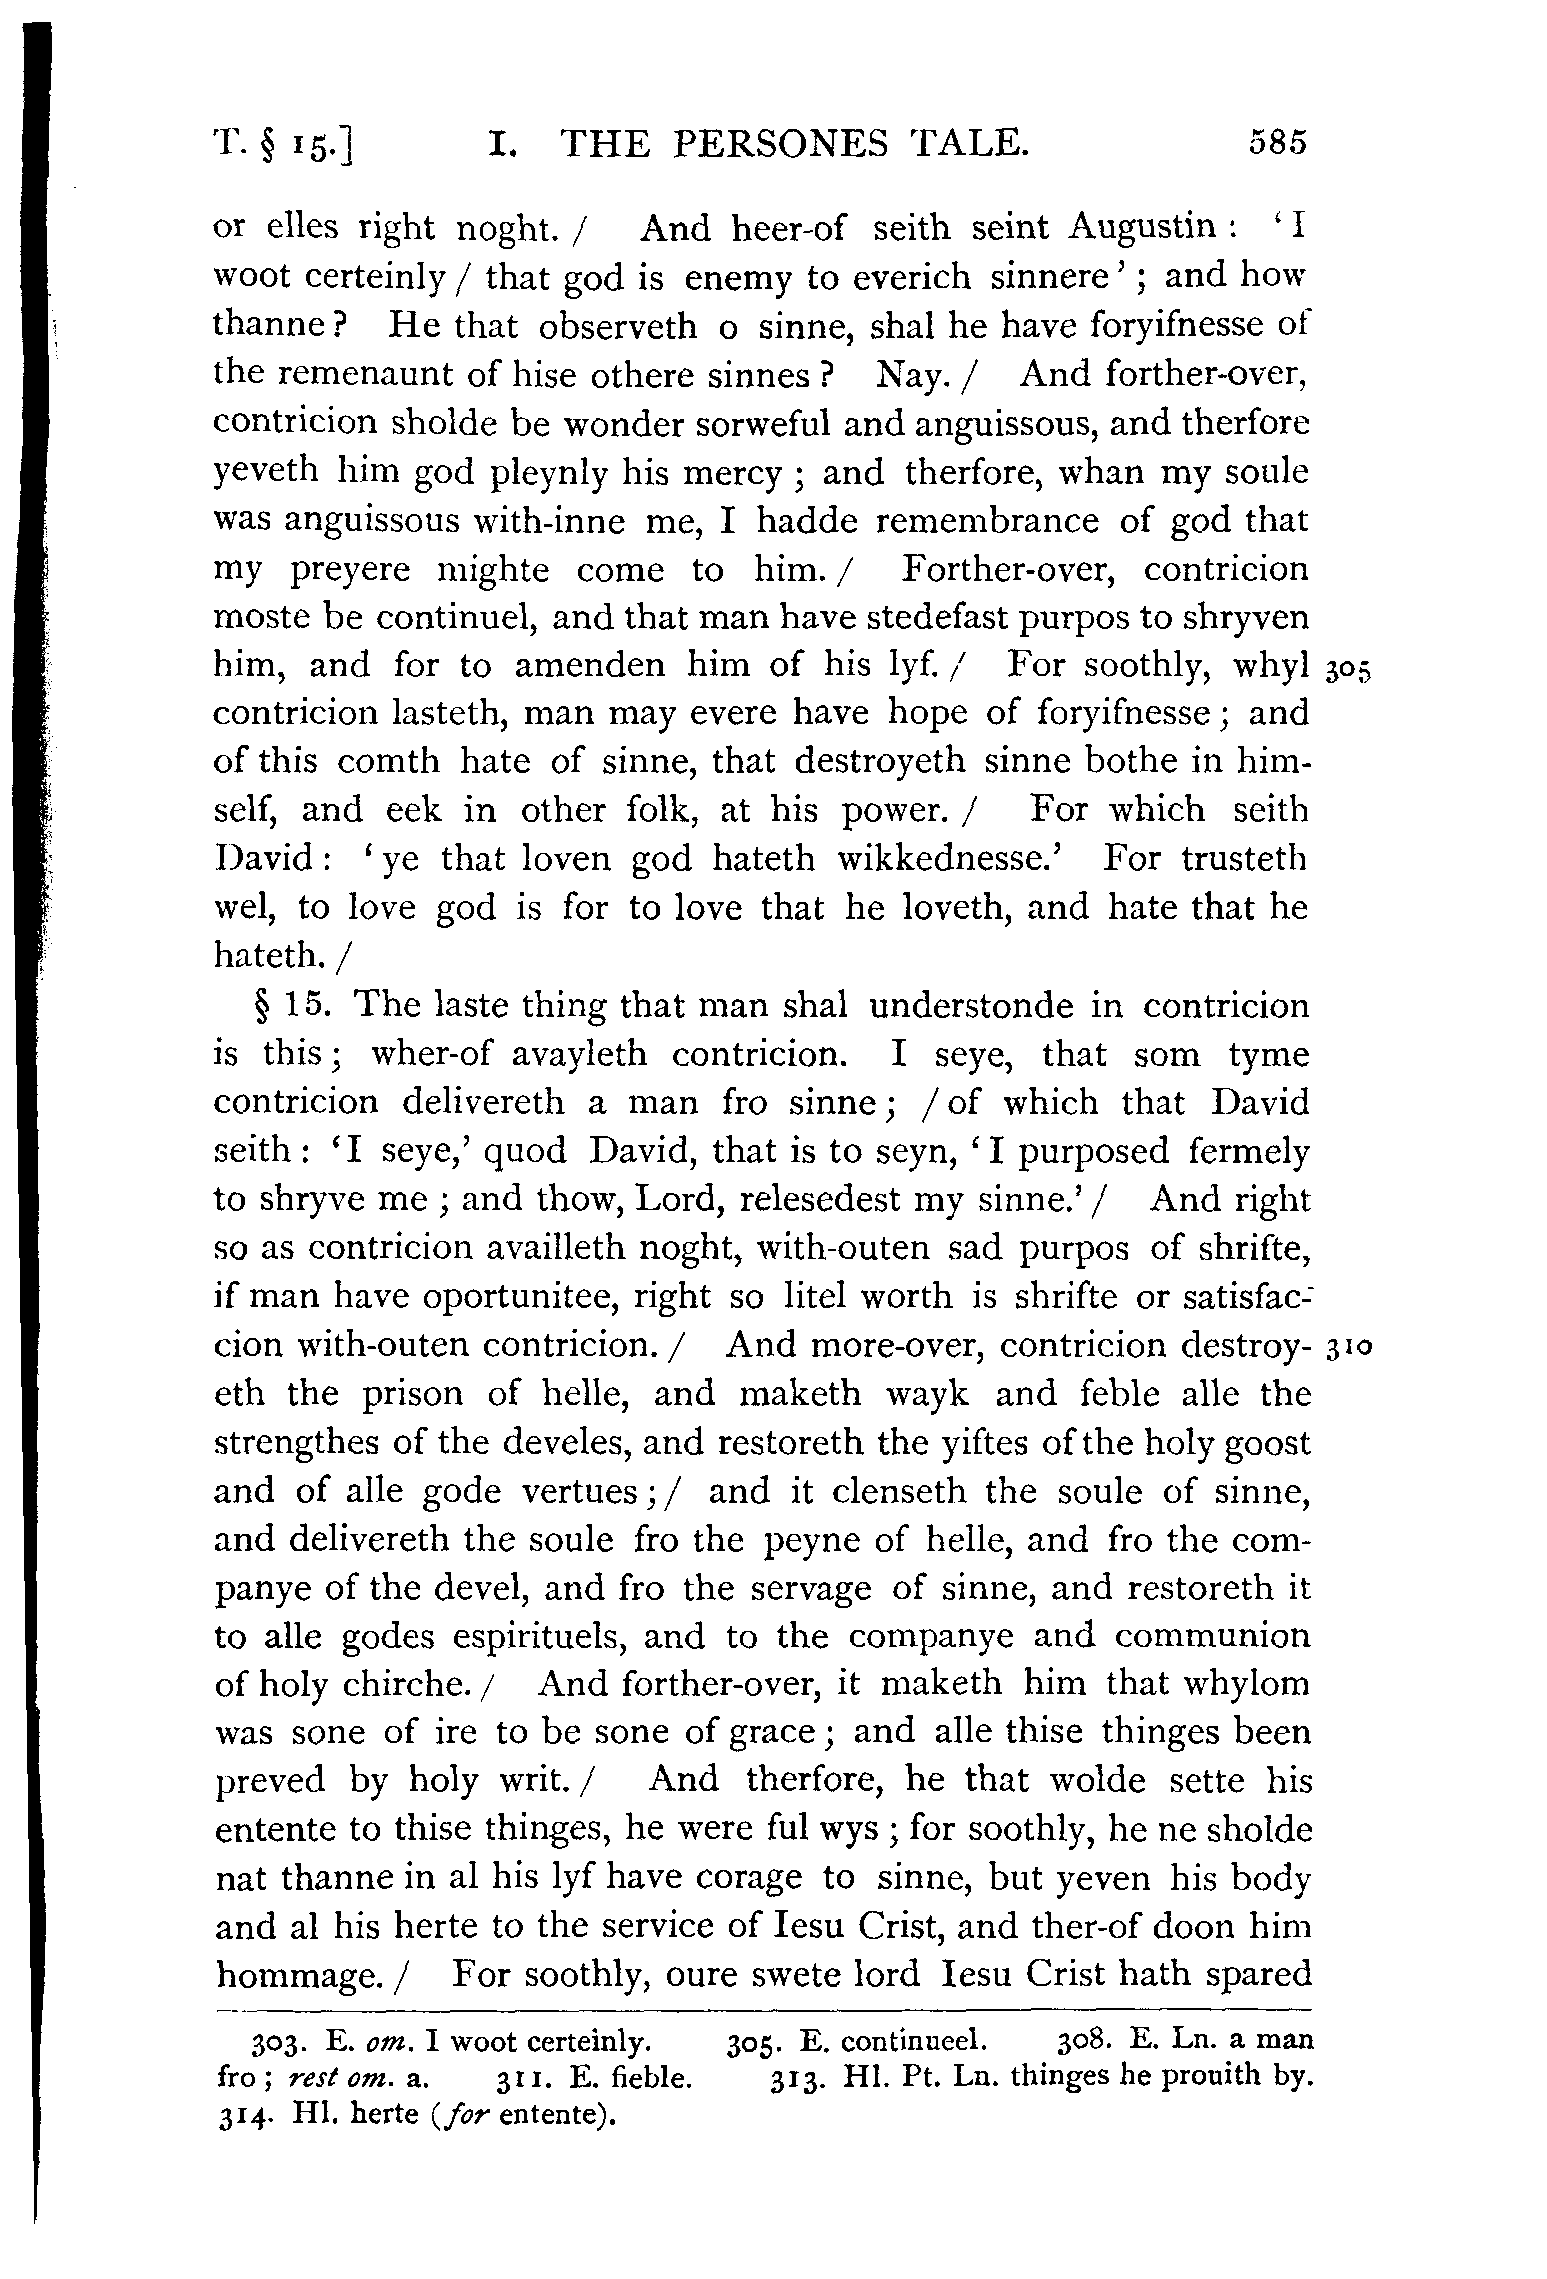 T. § 15.] I. THE PERSONES TALE. 585
or elles right noght. / And heer-of seith seint Augustin : ‘ I
woot certeinly / that god is enemy to everich sinnere ’ ; and how
thanne ? He that observeth o sinne, shal he have foryifnesse of
the remenaunt of hise othere sinnes ? Nay. / And forther-over,
contricion sholde be wonder sorweful and anguissous, and therfore
yeveth him god pleynly his mercy ; and therfore, whan my soule
was anguissous with-inne me, I hadde remembrance of god that
my preyere mighte come to him. / Forther-over, contricion
moste be continuel, and that man have stedefast purpos to shryven
him, and for to amenden him of his lyf. / For soothly, whyl 305
contricion lasteth, man may evere have hope of foryifnesse ; and
of this comth hate of sinne, that destroyeth sinne bothe in him-
self, and eek in other folk, at his power. / For which seith
David : ‘ ye that loven god hateth wikkednesse.’ For trusteth
wel, to love god is for to love that he loveth, and hate that he
hateth. /
§ 15. The laste thing that man shal understonde in contricion
is this ; wher-of avayleth contricion. I seye, that som tyme
contricion delivereth a man fro sinne ; / of which that David
seith : ‘ I seye,’ quod David, that is to seyn, ‘ I purposed fermely
to shryve me ; and thow, Lord, relesedest my sinne.’ / And right
so as contricion availleth noght, with-outen sad purpos of shrifte,
if man have oportunitee, right so litel worth is shrifte or satisfac-
cion with-outen contricion. / And more-over, contricion destroy- 310
eth the prison of helle, and maketh wayk and feble alle the
strengthes of the develes, and restoreth the yiftes of the holy goost
and of alle gode vertues ; / and it clenseth the soule of sinne,
and delivereth the soule fro the peyne of helle, and fro the com-
panye of the devel, and fro the servage of sinne, and restoreth it
to alle godes espirituels, and to the companye and communion
of holy chirche. / And forther-over, it maketh him that whylom
was sone of ire to be sone of grace ; and alle thise thinges been
preved by holy writ. / And therfore, he that wolde sette his
entente to thise thinges, he were ful wys ; for soothly, he ne sholde
nat thanne in al his lyf have corage to sinne, but yeven his body
and al his herte to the service of Iesu Crist, and ther-of doon him
hommage. / For soothly, oure swete lord Iesu Crist hath spared
303. E. om. I woot certeinly. 305. E. continueel. 308. E. Ln. a man
fro ; rest om. a. 311. E. fieble. 313. Hl. Pt. Ln. thinges he prouith by.
314. Hl. herte (for entente).